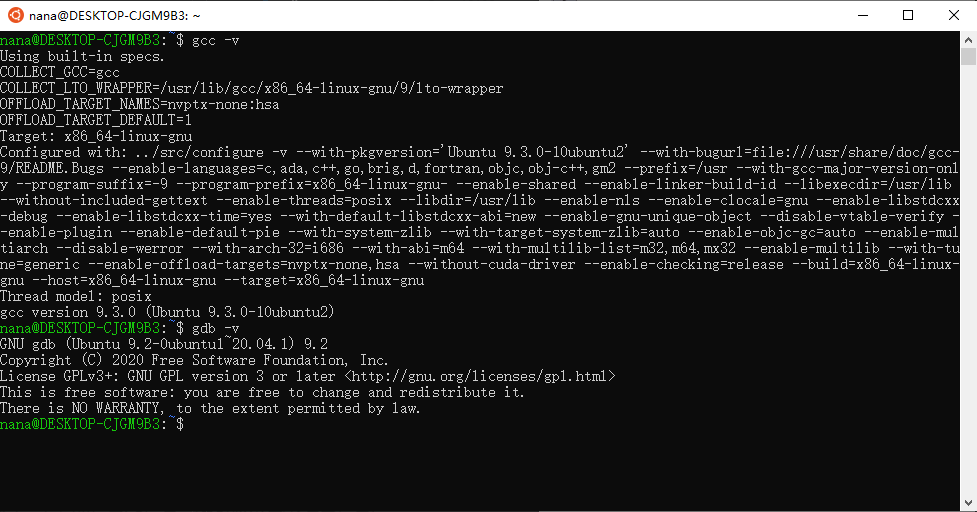 nana@DESKTOP-CJGM9B3: ~
nana@DESKTOP-CJGM9B3:~$ gcc -v
Using built-in specs.
COLLECT_GCC=gcc
COLLECT_LTO_WRAPPER=/usr/lib/gcc/x86_64-linux-gnu/9/lto-wrapper
OFFLOAD_TARGET_NAMES=nvptx-none:hsa
OFFLOAD_TARGET_DEFAULT=1
Target: x86_64-linux-gnu
Configured with: ../src/configure -v --with-pkgversion='Ubuntu 9.3.0-10ubuntu2' --with-bugurl=file:///usr/share/doc/gcc-
9/README.Bugs --enable-languages=c,ada,c++,go,brig,d,fortran,objc,obj-c++,gm2 --prefix=/usr --with-gcc-major-version-onl
y --program-suffix=-9 --program-prefix=x86_64-linux-gnu- --enable-shared --enable-linker-build-id --libexecdir=/usr/lib
--without-included-gettext --enable-threads=posix --libdir=/usr/lib --enable-nls --enable-clocale=gnu --enable-libstdcxx
-debug --enable-libstdcxx-time=yes --with-default-libstdcxx-abi=new --enable-gnu-unique-object --disable-vtable-verify -
-enable-plugin --enable-default-pie --with-system-zlib --with-target-system-zlib=auto --enable-objc-gc=auto --enable-mul
tiarch --disable-werror --with-arch-32=i686 --with-abi=m64 --with-multilib-list=m32,m64,mx32 --enable-multilib --with-tu
ne=generic --enable-offload-targets=nvptx-none,hsa --without-cuda-driver --enable-checking=release --build=x86_64-linux-
gnu --host=x86_64-linux-gnu --target=x86_64-linux-gnu
Thread model: posix
gcc version 9.3.0 (Ubuntu 9.3.0-10ubuntu2)
nana@DESKTOP-CJGM9B3:~$ gdb -v
GNU gdb (Ubuntu 9.2-0ubuntu1~20.04.1) 9.2
Copyright (C) 2020 Free Software Foundation, Inc.
License GPLv3+: GNU GPL version 3 or later <http://gnu.org/licenses/gpl.html>
This is free software: you are free to change and redistribute it.
There is NO WARRANTY, to the extent permitted by law.
nana@DESKTOP-CJGM9B3:~$